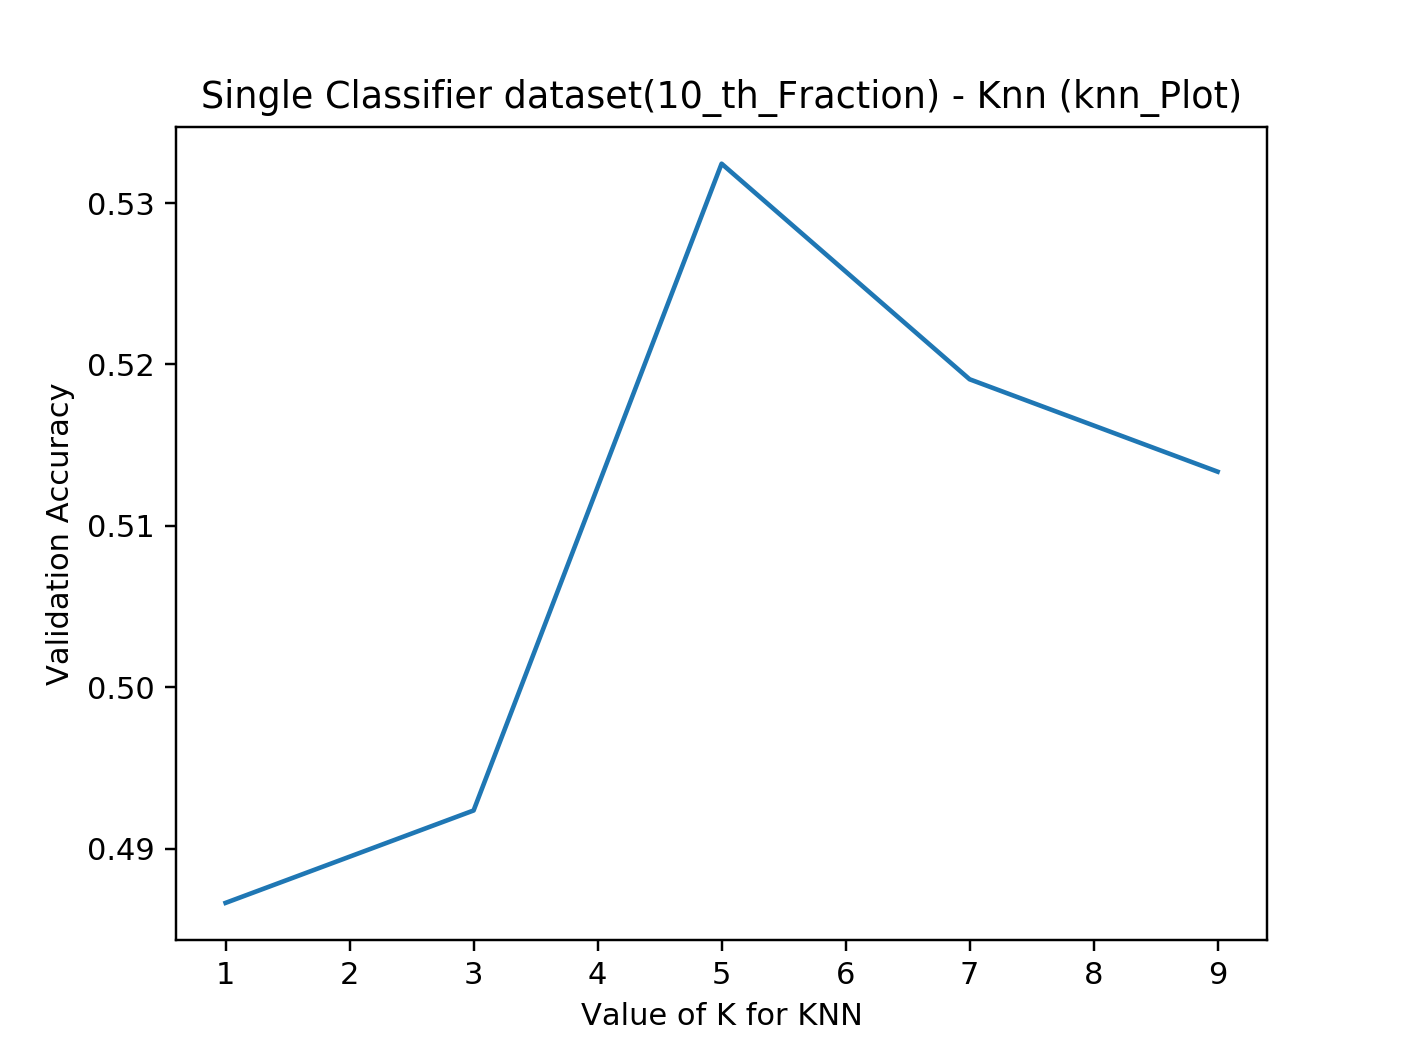 Single Classifier dataset(10_th_Fraction) - Knn (knn_Plot)
0.53
0.52
0.51
0.50
0.49
Validation Accuracy
1 2 3 4 5 6 7 8 9
Value of K for KNN